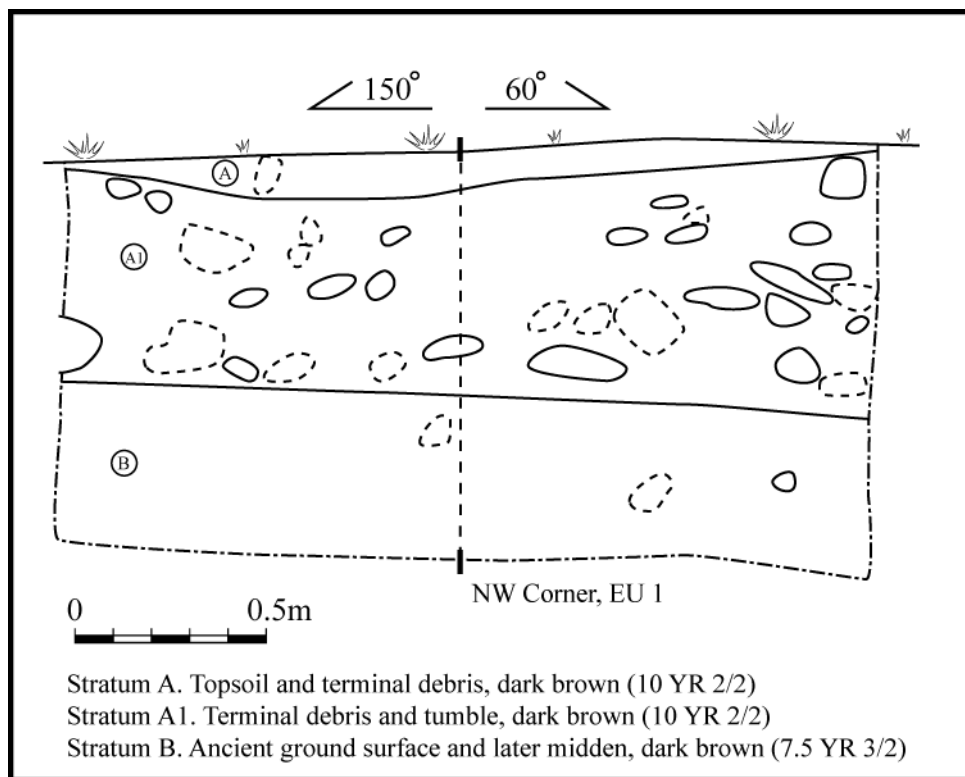 150° 60°
A
A1
B
NW Corner, EU 1
0 0.5m
Stratum A. Topsoil and terminal debris, dark brown (10 YR 2/2)
Stratum A1. Terminal debris and tumble, dark brown (10 YR 2/2)
Stratum B. Ancient ground surface and later midden, dark brown (7.5 YR 3/2)